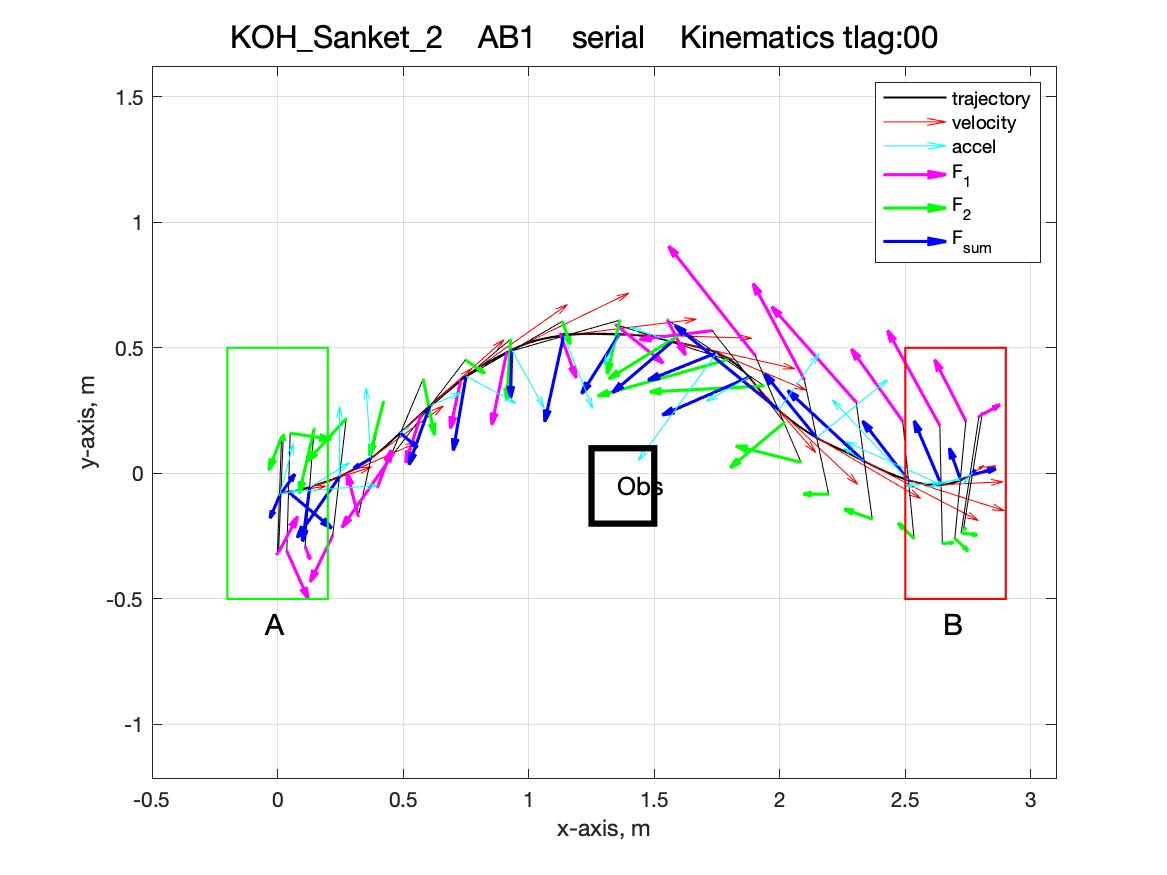 KOH_Sanket_2 AB1 serial Kinematics tlag:00
trajectory
velocity
accel
F1
F2
Fsum
1.5
1
0.5
0
-0.5
-1
y-axis, m
Obs
A
B
-0.5 0 0.5 1 1.5 2 2.5 3
x-axis, m